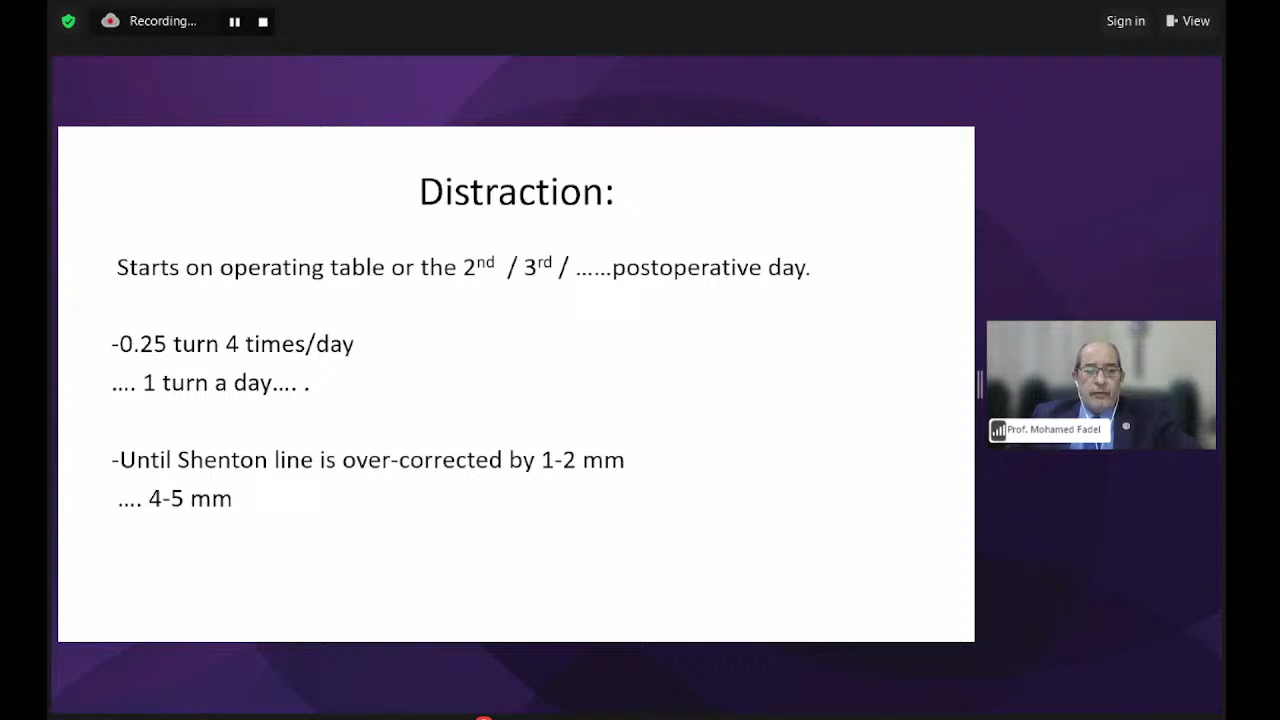 Recording...
Sign in
View
Distraction:
Starts on operating table or the 2nd / 3rd / ......postoperative day.
-0.25 turn 4 times/day
.... 1 turn a day.... .
-Until Shenton line is over-corrected by 1-2 mm
.... 4-5 mm
Prof. Mohamed Fadel